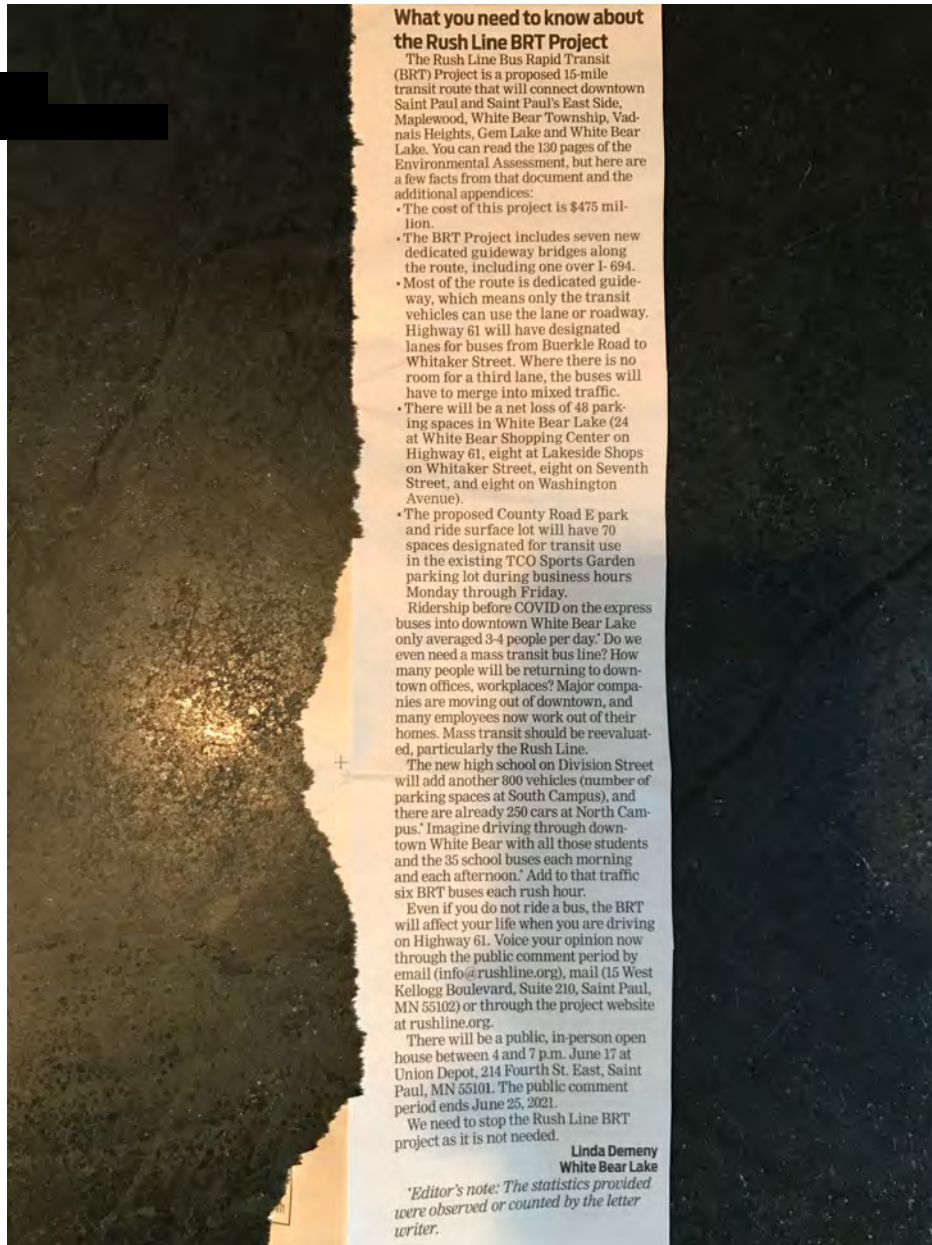 What you need to know about
the Rush Line BRT Project
The Rush Line Bus Rapid Transit
(BRT) Project is a proposed 15-mile
transit route that will connect downtown
Saint Paul and Saint Paul's East Side,
Maplewood, White Bear Township, Vad-
nais Heights, Gem Lake and White Bear
Lake. You can read the 130 pages of the
Environmental Assessment, but here are
a few facts from that document and the
additional appendices:
• The cost of this project is $475 mil-
lion.
• The BRT Project includes seven new
dedicated guideway bridges along
the route, including one over I- 694.
• Most of the route is dedicated guide-
way, which means only the transit
vehicles can use the lane or roadway.
Highway 61 will have designated
lanes for buses from Buerkle Road to
Whitaker Street. Where there is no
room for a third lane, the buses will
have to merge into mixed traffic.
• There will be a net loss of 48 park-
ing spaces in White Bear Lake (24
at White Bear Shopping Center on
Highway 61, eight at Lakeside Shops
on Whitaker Street, eight on Seventh
Street, and eight on Washington
Avenue).
• The proposed County Road E park
and ride surface lot will have 70
spaces designated for transit use
in the existing TCO Sports Garden
parking lot during business hours
Monday through Friday.
Ridership before COVID on the express
buses into downtown White Bear Lake
only averaged 3-4 people per day.* Do we
even need a mass transit bus line? How
many people will be returning to down-
town offices, workplaces? Major compa-
nies are moving out of downtown, and
many employees now work out of their
homes. Mass transit should be reevaluat-
ed, particularly the Rush Line.
The new high school on Division Street
will add another 800 vehicles (number of
parking spaces at South Campus), and
there are already 250 cars at North Cam-
pus.* Imagine driving through down-
town White Bear with all those students
and the 35 school buses each morning
and each afternoon.* Add to that traffic
six BRT buses each rush hour.
Even if you do not ride a bus, the BRT
will affect your life when you are driving
on Highway 61. Voice your opinion now
through the public comment period by
email (info@rushline.org), mail (15 West
Kellogg Boulevard, Suite 210, Saint Paul,
MN 55102) or through the project website
at rushline.org.
There will be a public, in-person open
house between 4 and 7 p.m. June 17 at
Union Depot, 214 Fourth St. East, Saint
Paul, MN 55101. The public comment
period ends June 25, 2021.
We need to stop the Rush Line BRT
project as it is not needed.
Linda Demeny
White Bear Lake
*Editor's note: The statistics provided
were observed or counted by the letter
writer.